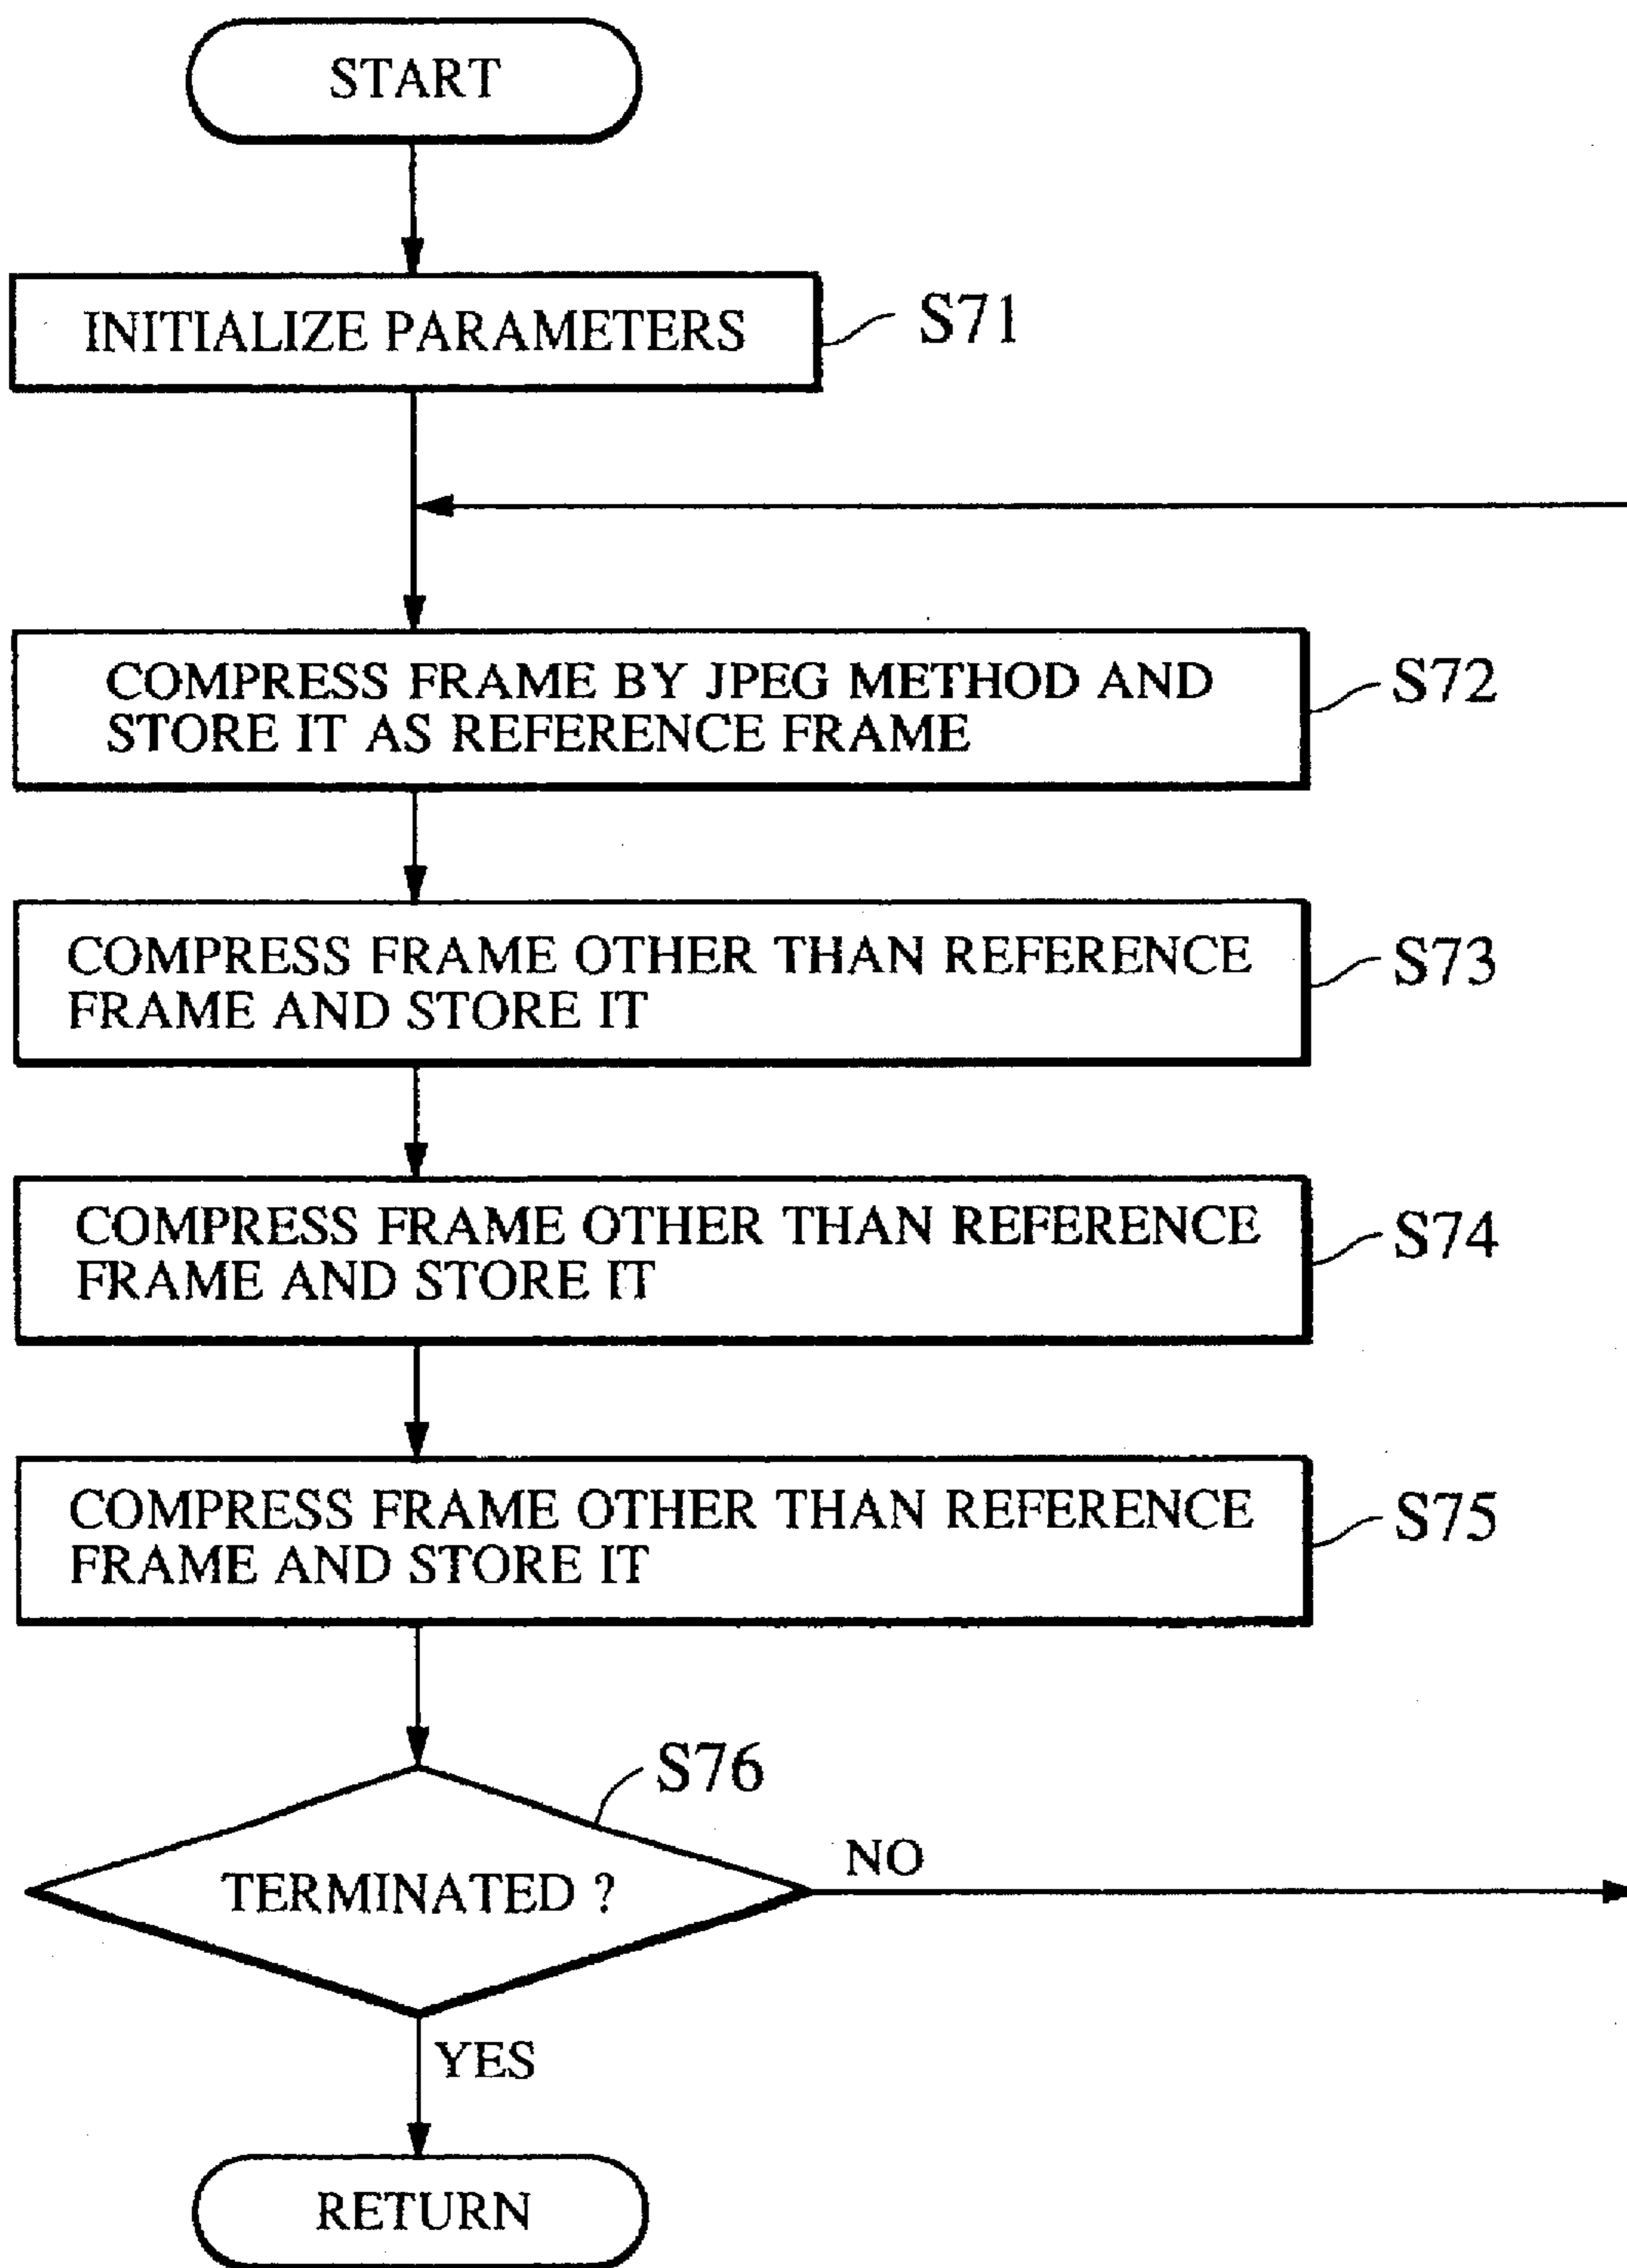 START
INITIALIZE PARAMETERS
S71
COMPRESS FRAME BY JPEG METHOD AND
STORE IT AS REFERENCE FRAME
S72
COMPRESS FRAME OTHER THAN REFERENCE
FRAME AND STORE IT
S73
COMPRESS FRAME OTHER THAN REFERENCE
FRAME AND STORE IT
S74
COMPRESS FRAME OTHER THAN REFERENCE
FRAME AND STORE IT
S75
S76
TERMINATED ?
NO
YES
RETURN